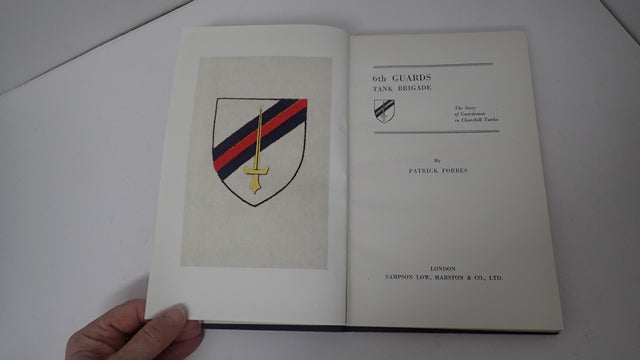 6th GUARDS
TANK BRIGADE
The Story
of Guardsmen
in Churchill Tanks
By
PATRICK FORBES
LONDON
SAMPSON LOW, MARSTON & CO., LTD.